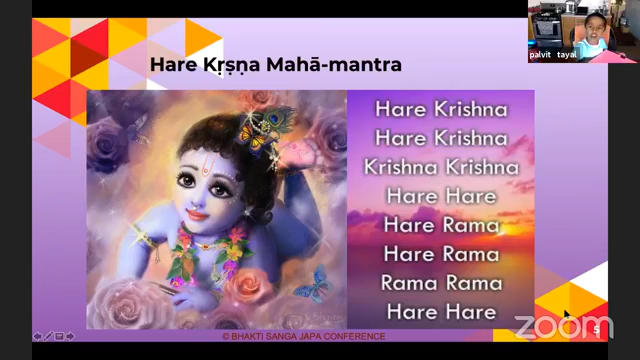 palvit tayal
Hare Kṛṣṇa Mahā-mantra
Hare Krishna
Hare Krishna
Krishna Krishna
Hare Hare
Hare Rama
Hare Rama
Rama Rama
Hare Hare
5
zoom
© BHAKTI SANGA JAPA CONFERENCE